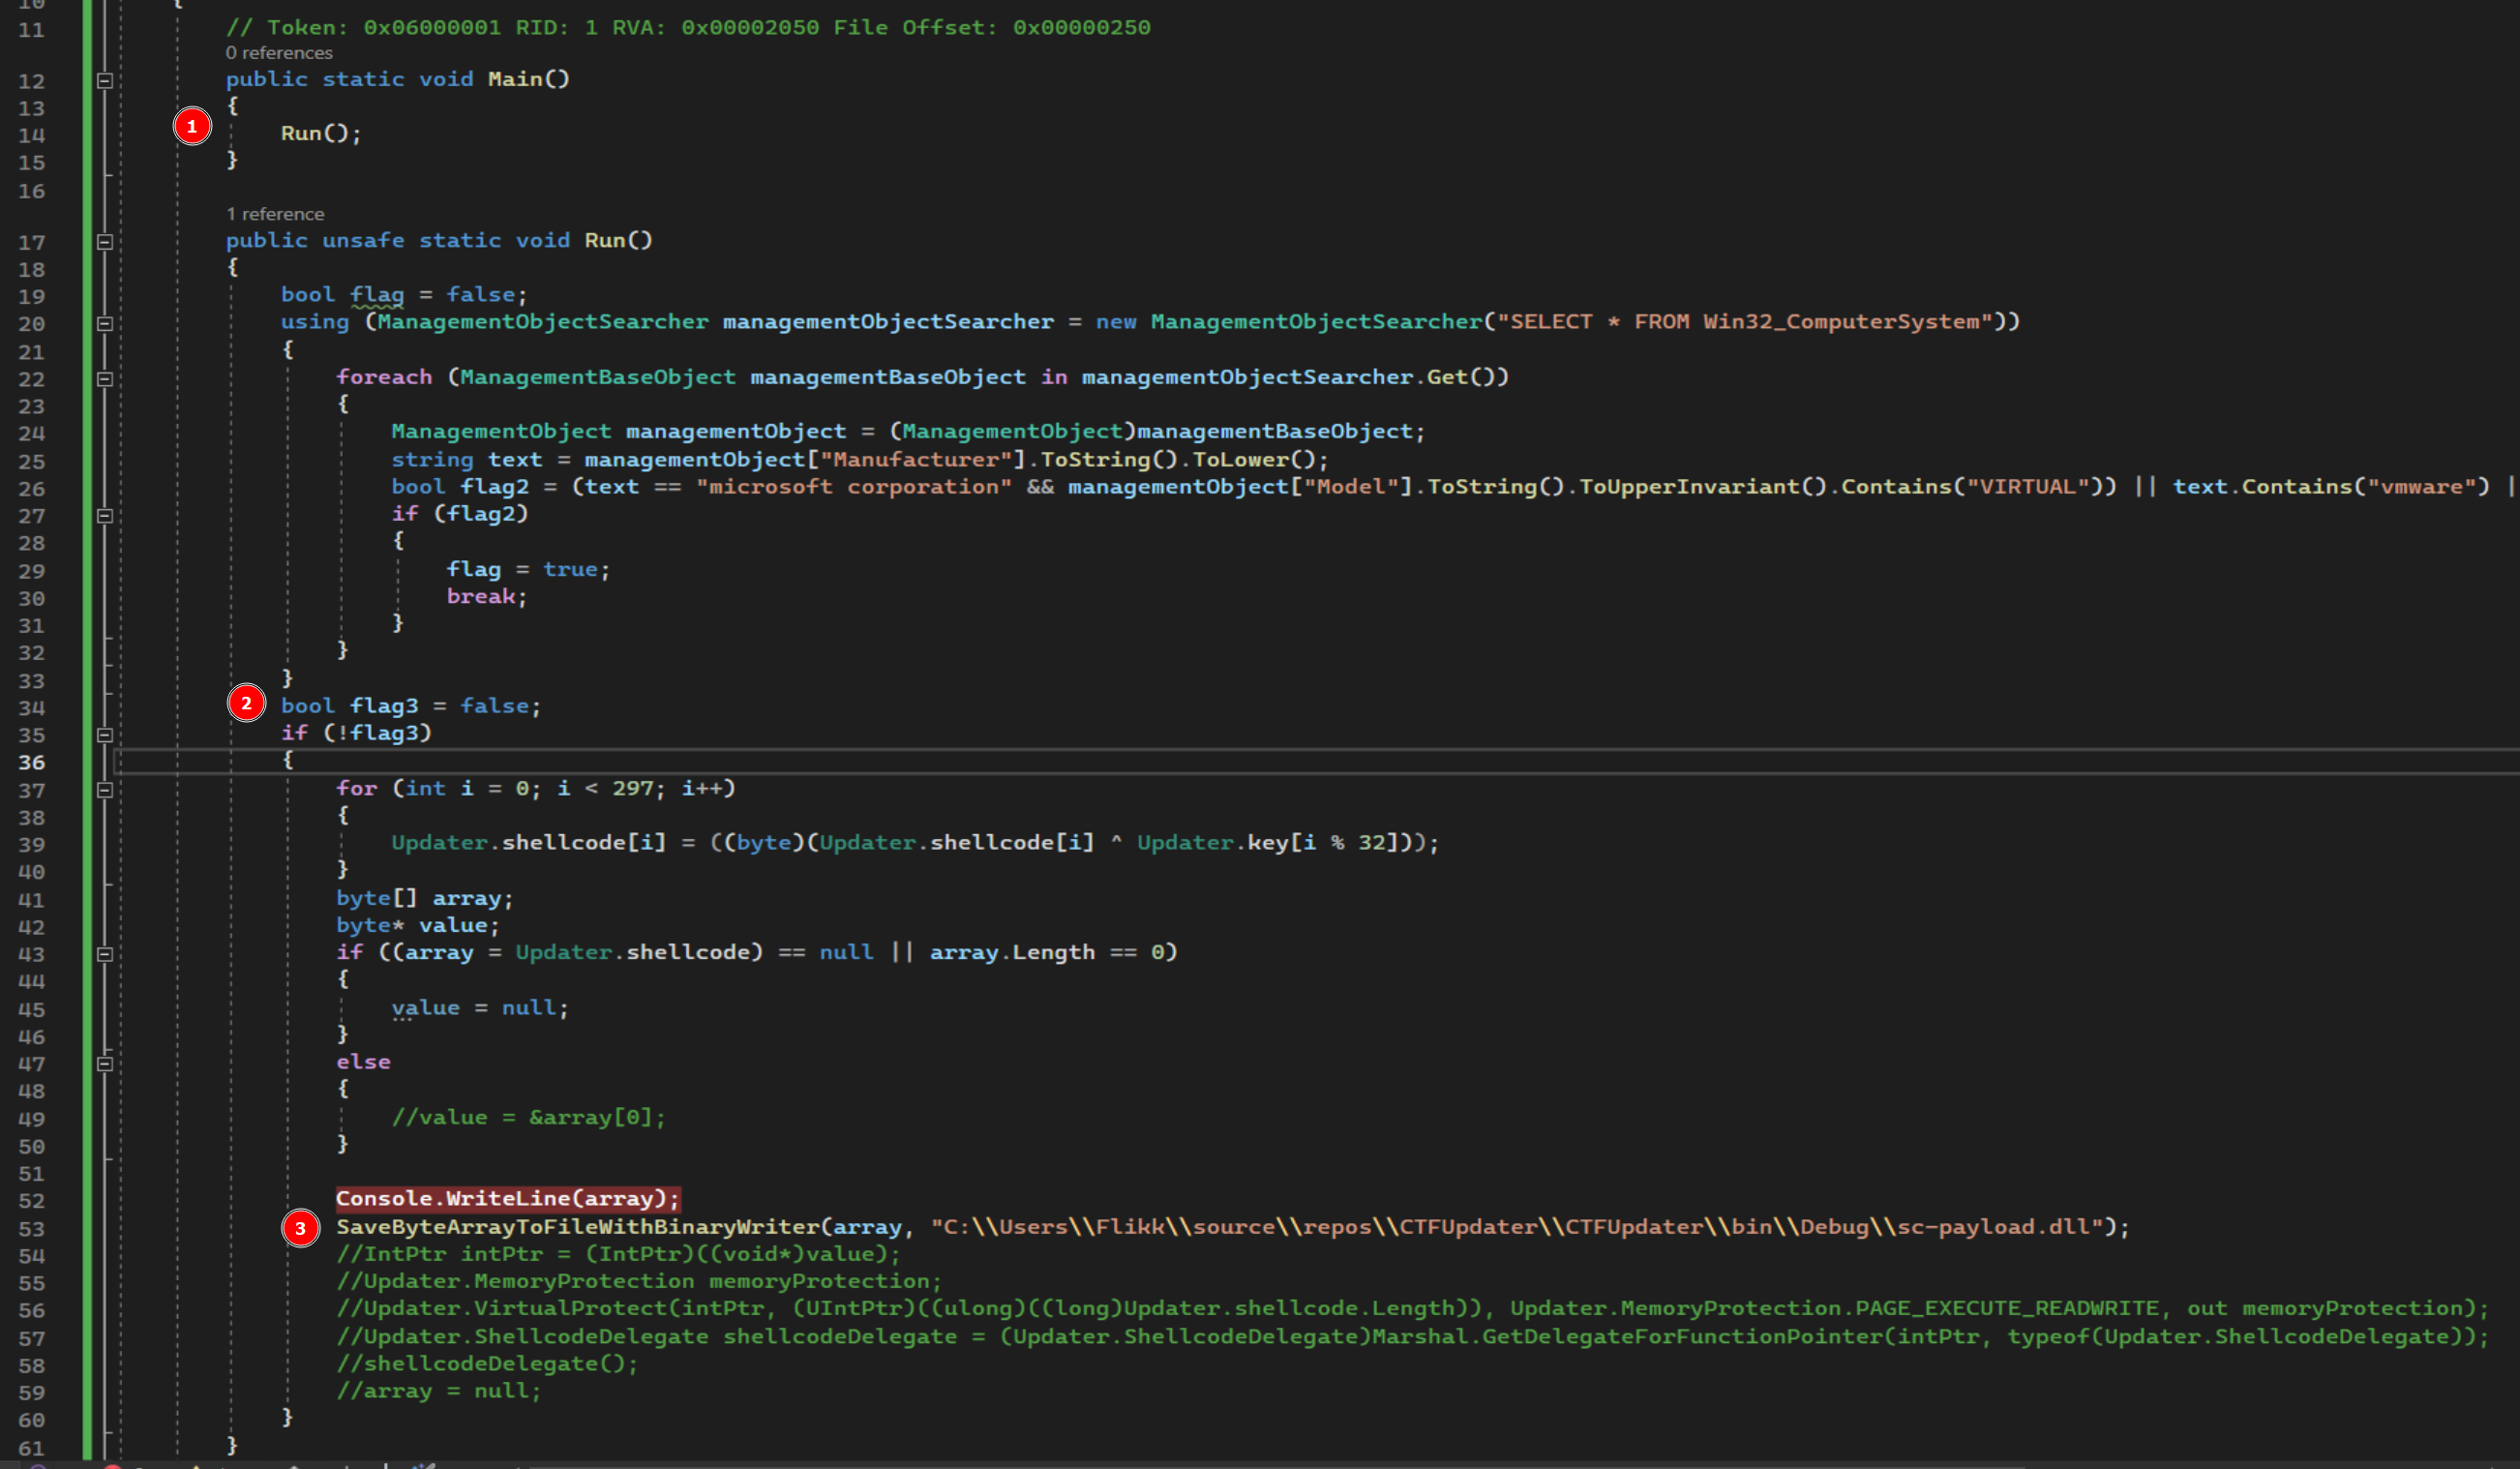 10 {
11 // Token: 0x06000001 RID: 1 RVA: 0x00002050 File Offset: 0x00000250
0 references
12 public static void Main()
13 {
1
14 Run();
15 }
16
1 reference
17 public unsafe static void Run()
18 {
19 bool flag = false;
20 using (ManagementObjectSearcher managementObjectSearcher = new ManagementObjectSearcher("SELECT * FROM Win32_ComputerSystem"))
21 {
22 foreach (ManagementBaseObject managementBaseObject in managementObjectSearcher.Get())
23 {
24 ManagementObject managementObject = (ManagementObject)managementBaseObject;
25 string text = managementObject["Manufacturer"].ToString().ToLower();
26 bool flag2 = (text == "microsoft corporation" && managementObject["Model"].ToString().ToUpperInvariant().Contains("VIRTUAL")) || text.Contains("vmware") |
27 if (flag2)
28 {
29 flag = true;
30 break;
31 }
32 }
33 }
2
34 bool flag3 = false;
35 if (!flag3)
36 {
37 for (int i = 0; i < 297; i++)
38 {
39 Updater.shellcode[i] = ((byte)(Updater.shellcode[i] ^ Updater.key[i % 32]));
40 }
41 byte[] array;
42 byte* value;
43 if ((array = Updater.shellcode) == null || array.Length == 0)
44 {
45 value = null;
46 }
47 else
48 {
49 //value = &array[0];
50 }
51
52 Console.WriteLine(array);
3
53 SaveByteArrayToFileWithBinaryWriter(array, "C:\\Users\\Flikk\\source\\repos\\CTFUpdater\\CTFUpdater\\bin\\Debug\\sc-payload.dll");
54 //IntPtr intPtr = (IntPtr)((void*)value);
55 //Updater.MemoryProtection memoryProtection;
56 //Updater.VirtualProtect(intPtr, (UIntPtr)((ulong)((long)Updater.shellcode.Length)), Updater.MemoryProtection.PAGE_EXECUTE_READWRITE, out memoryProtection);
57 //Updater.ShellcodeDelegate shellcodeDelegate = (Updater.ShellcodeDelegate)Marshal.GetDelegateForFunctionPointer(intPtr, typeof(Updater.ShellcodeDelegate));
58 //shellcodeDelegate();
59 //array = null;
60 }
61 }